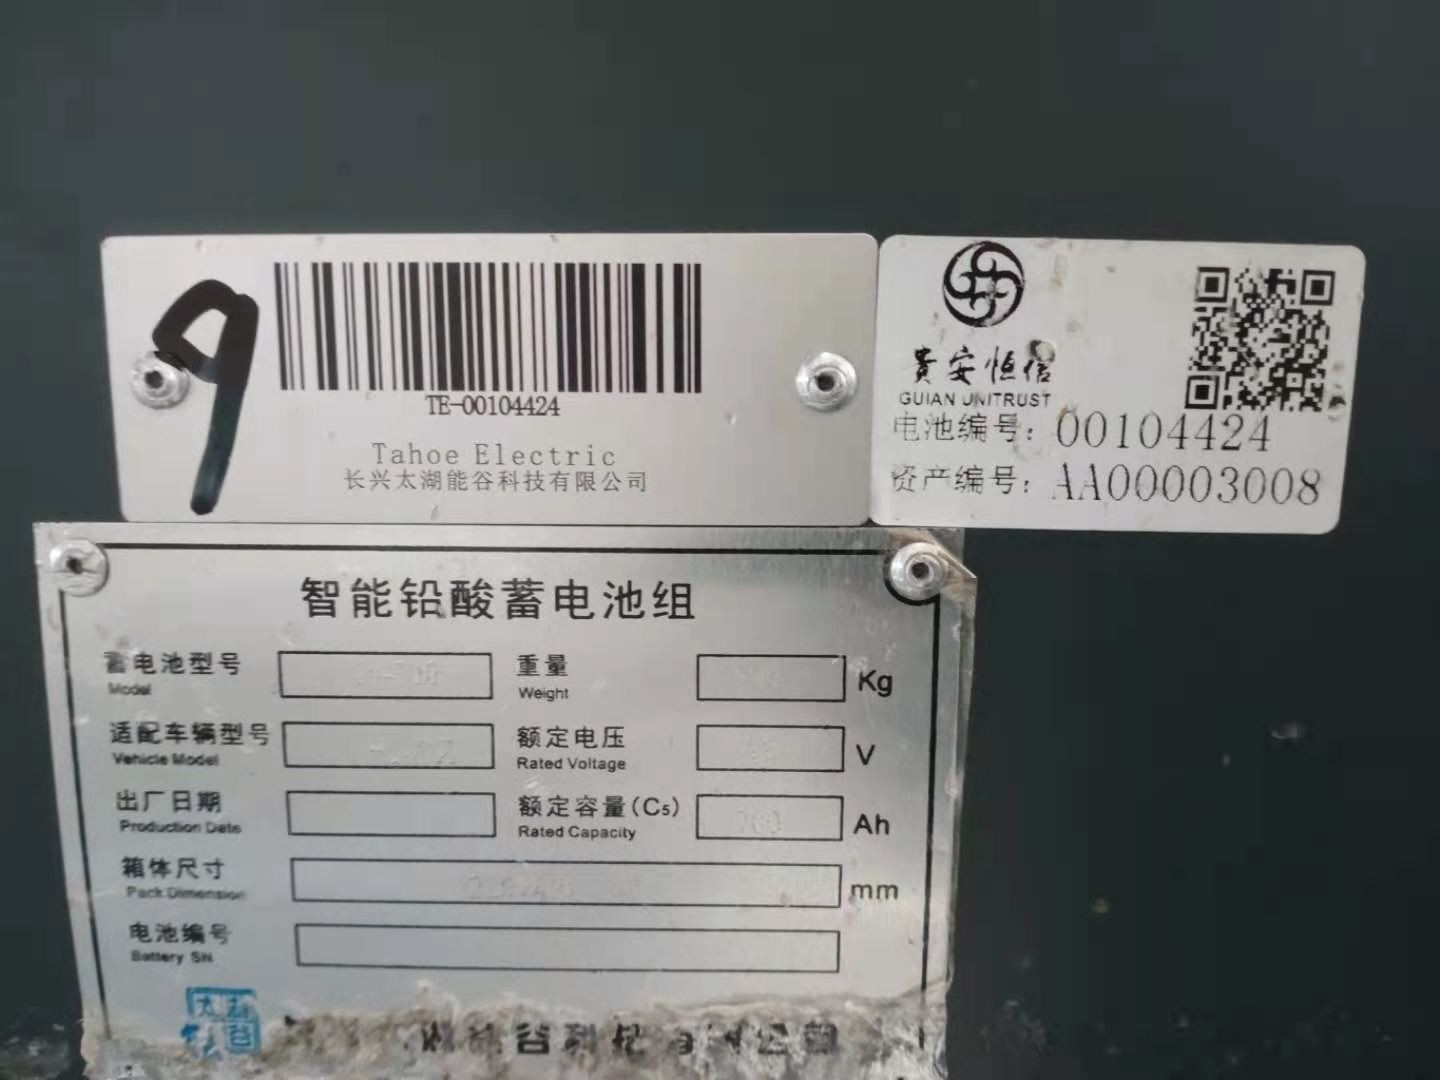 9
TE-00104424
Tahoe Electric
长兴太湖能谷科技有限公司
贵安恒信
GUIAN UNITRUST
电池编号: 00104424
资产编号: AA00003008
智能铅酸蓄电池组
蓄电池型号
Model
重量 Kg
Weight
适配车辆型号
Vehicle Model
额定电压 V
Rated Voltage
出厂日期
Production Date
额定容量(C5) 700 Ah
Rated Capacity
箱体尺寸 mm
Pack Dimension
电池编号
Battery SN